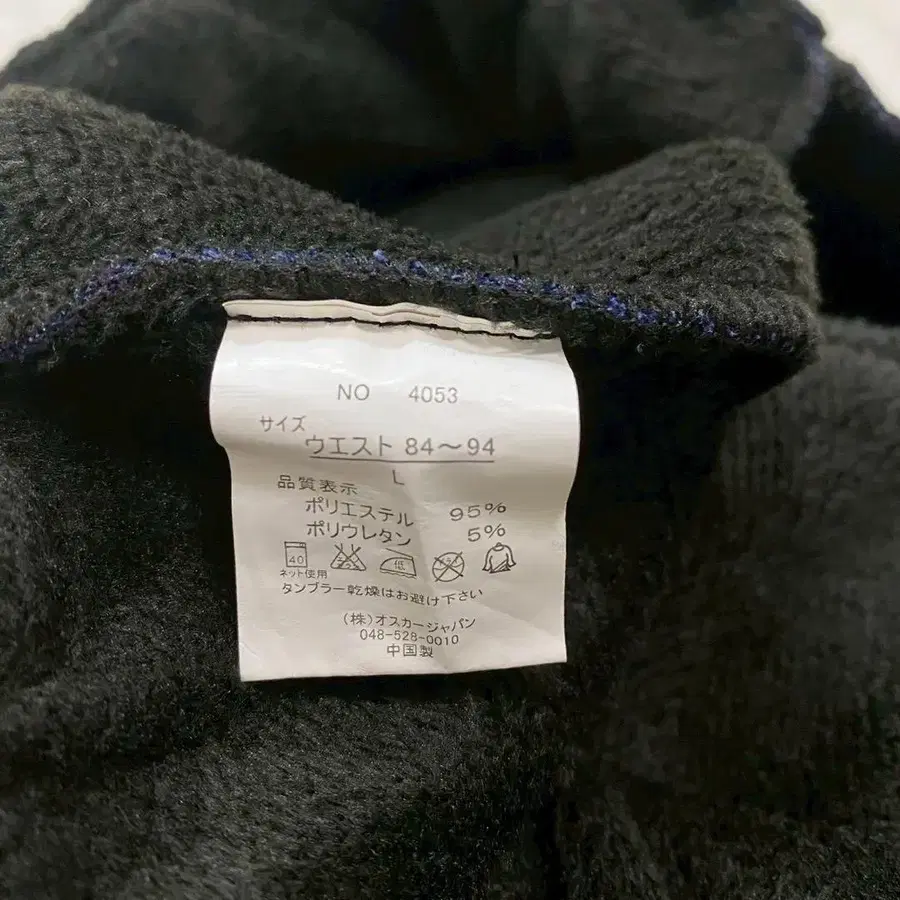 NO 4053
サイズ
ウエスト 84〜94
L
品質表示
ポリエステル 95%
ポリウレタン 5%
40 低
ネット使用
タンブラー乾燥はお避け下さい
(株)オスカージャパン
048-528-0010
中国製